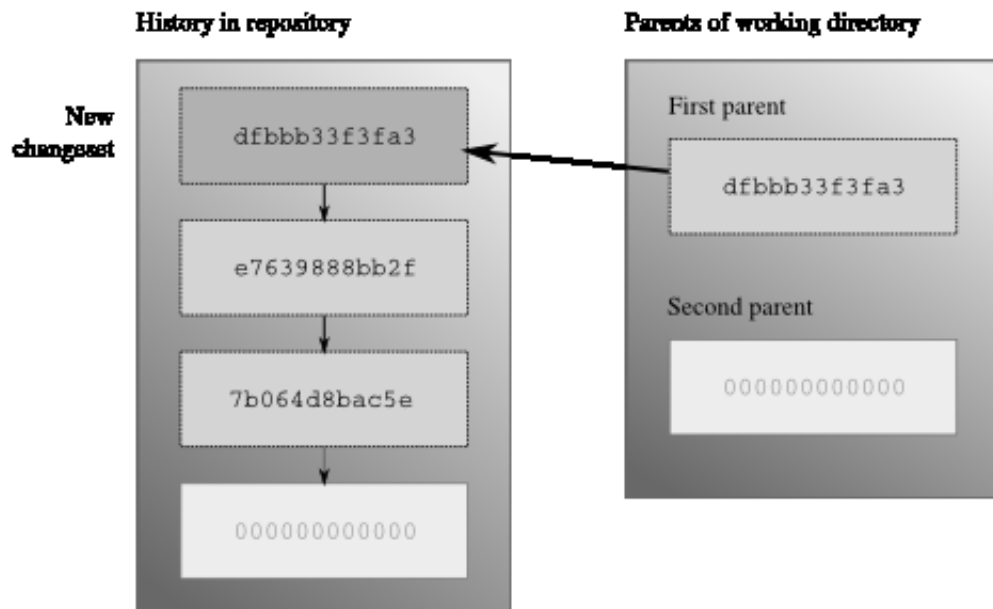 History in repository
Parents of working directory
New
changeset
dfbbb33f3fa3
e7639888bb2f
7b064d8bac5e
000000000000
First parent
dfbbb33f3fa3
Second parent
000000000000